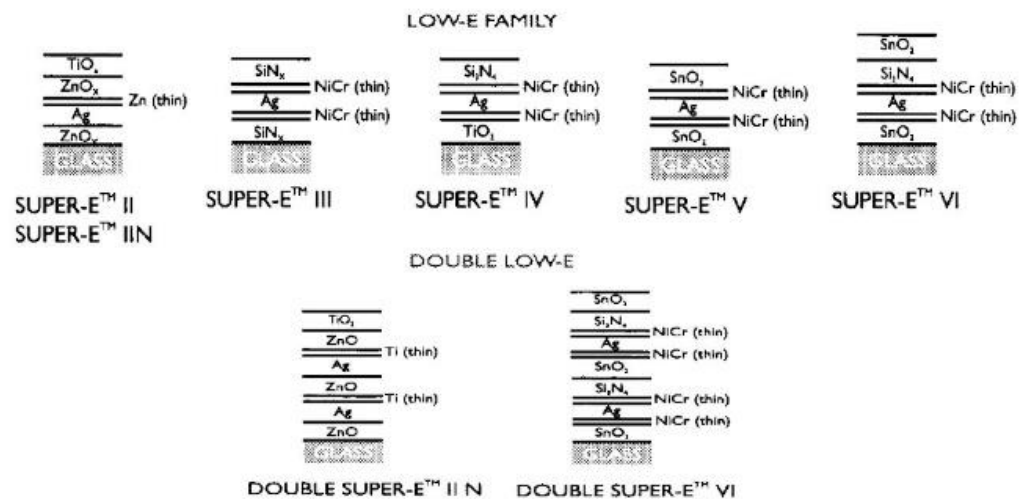 LOW-E FAMILY
TiO₂
ZnOₓ
Zn (thin)
Ag
ZnOₓ
GLASS
SUPER-E™ II
SUPER-E™ IIN
SiNₓ
NiCr (thin)
Ag
NiCr (thin)
SiNₓ
GLASS
SUPER-E™ III
Si₃N₄
NiCr (thin)
Ag
NiCr (thin)
TiO₂
GLASS
SUPER-E™ IV
SnO₂
NiCr (thin)
Ag
NiCr (thin)
SnO₂
GLASS
SUPER-E™ V
SnO₂
Si₃N₄
NiCr (thin)
Ag
NiCr (thin)
SnO₂
GLASS
SUPER-E™ VI
DOUBLE LOW-E
TiO₂
ZnO
Ti (thin)
Ag
ZnO
Ti (thin)
Ag
ZnO
GLASS
DOUBLE SUPER-E™ II N
SnO₂
Si₃N₄
NiCr (thin)
Ag
NiCr (thin)
SnO₂
Si₃N₄
NiCr (thin)
Ag
NiCr (thin)
SnO₂
GLASS
DOUBLE SUPER-E™ VI